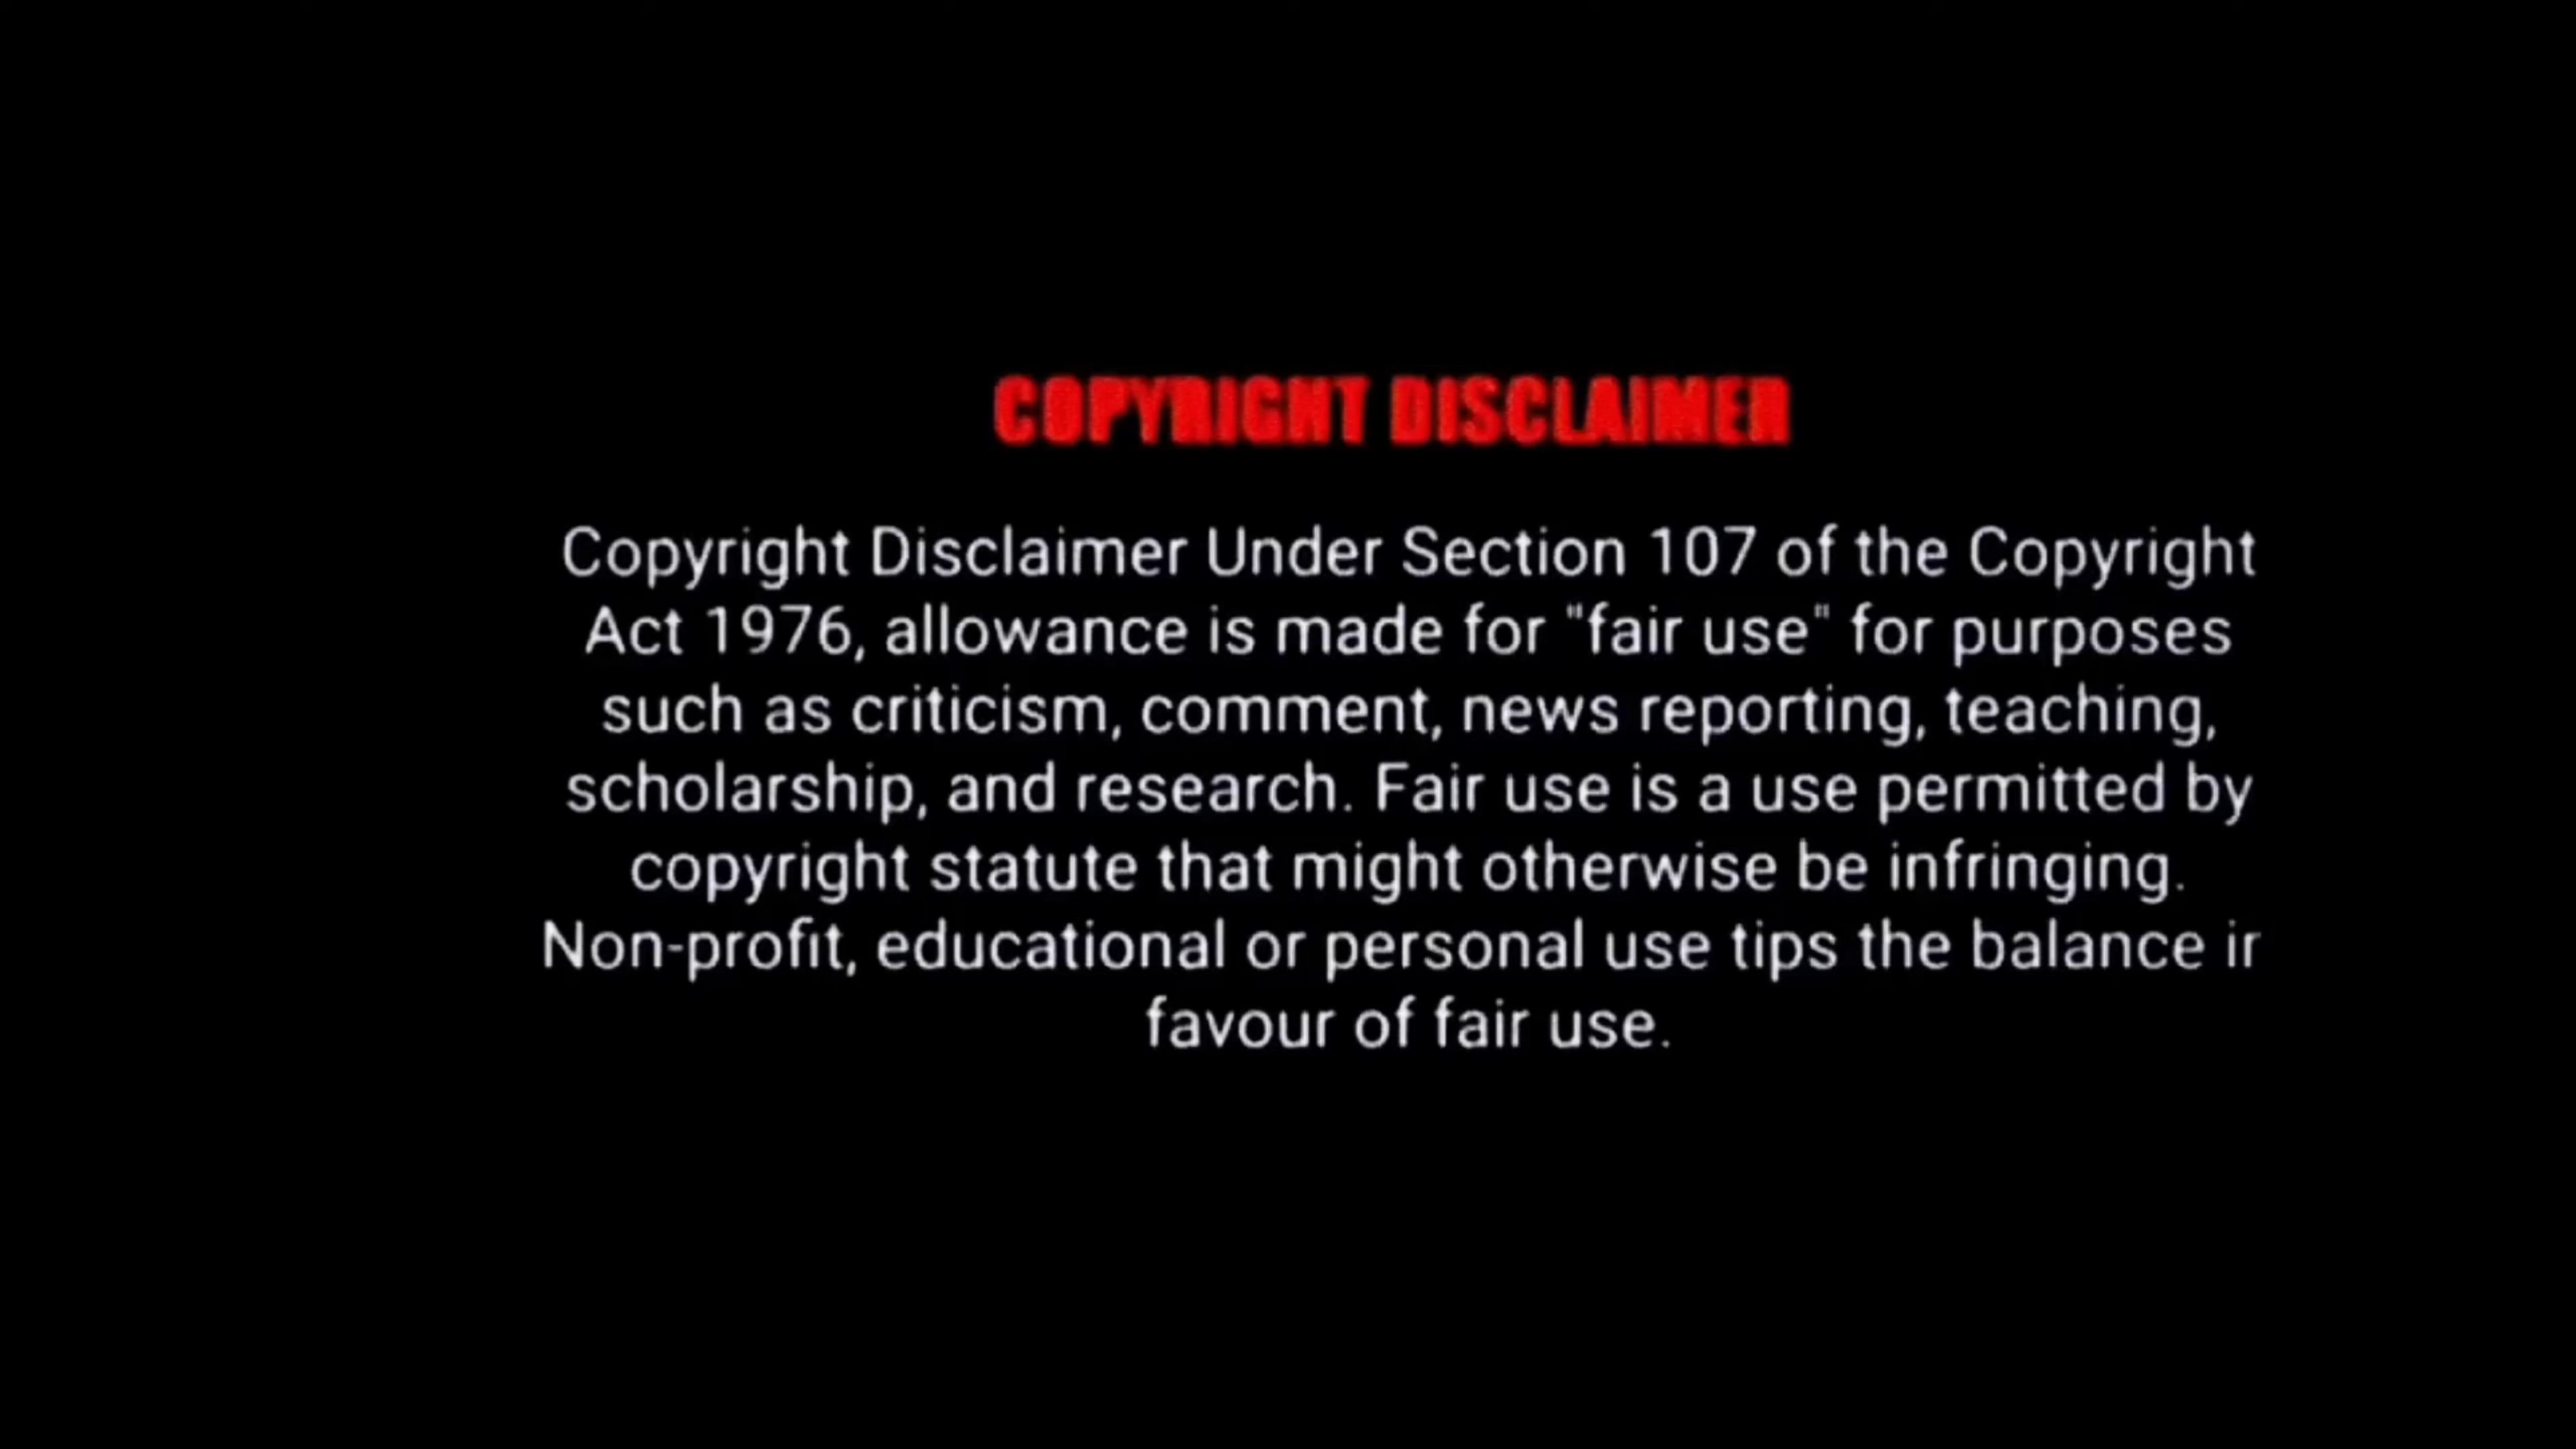 COPYRIGHT DISCLAIMER
Copyright Disclaimer Under Section 107 of the Copyright
Act 1976, allowance is made for "fair use" for purposes
such as criticism, comment, news reporting, teaching,
scholarship, and research. Fair use is a use permitted by
copyright statute that might otherwise be infringing.
Non-profit, educational or personal use tips the balance
favour of fair use.